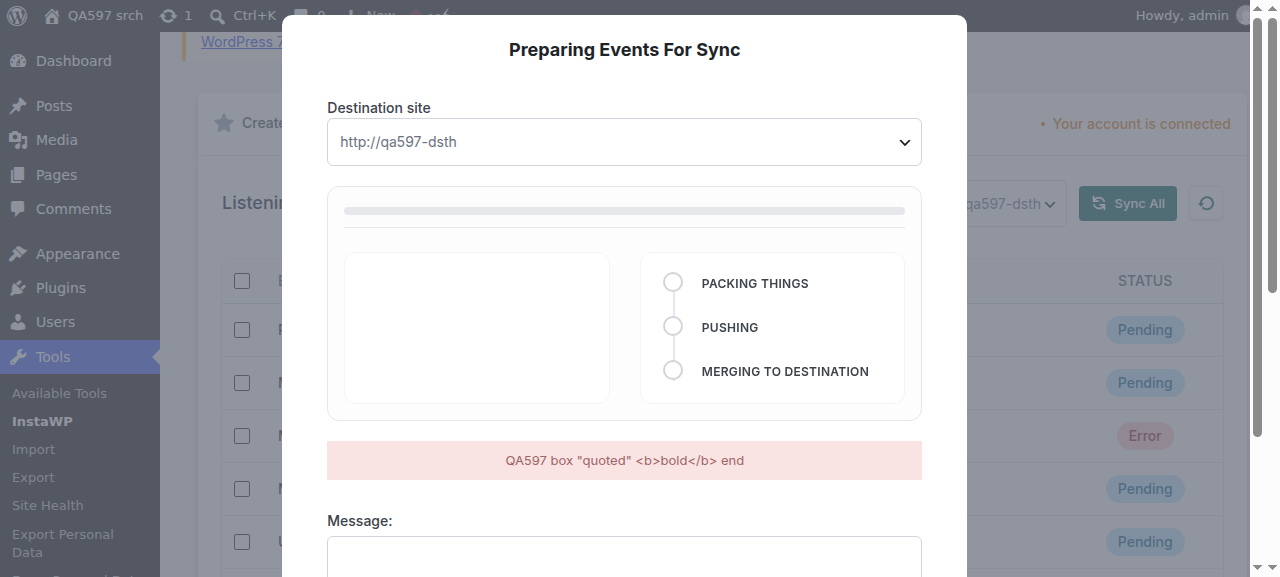 QA597 srch
1
Ctrl+K
0
New
Howdy, admin
WordPress
Dashboard
Posts
Media
Pages
Comments
Appearance
Plugins
Users
Tools
Available Tools
InstaWP
Import
Export
Site Health
Export Personal
Data
Create
Your account is connected
qa597-dsth
Sync All
STATUS
Pending
Pending
Error
Pending
Pending
Preparing Events For Sync
Destination site
http://qa597-dsth
PACKING THINGS
PUSHING
MERGING TO DESTINATION
QA597 box "quoted" <b>bold</b> end
Message: